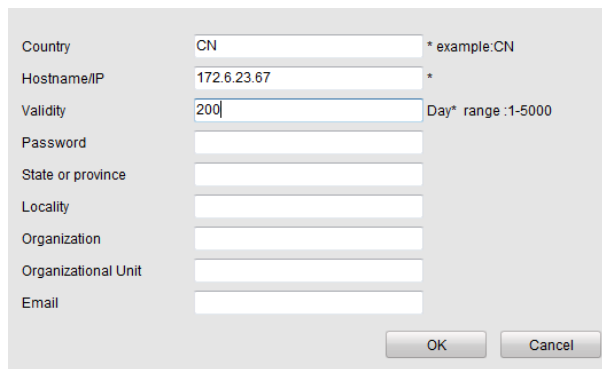 Country CN * example:CN
Hostname/IP 172.6.23.67 *
Validity 200 Day* range :1-5000
Password
State or province
Locality
Organization
Organizational Unit
Email
OK Cancel